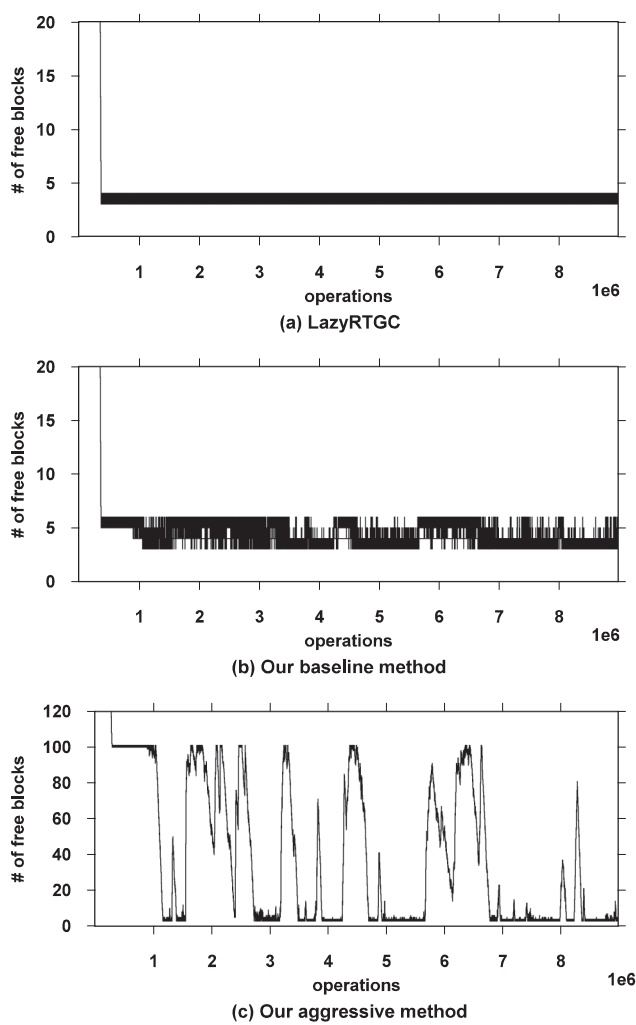 20
15
10
5
0
# of free blocks
1 2 3 4 5 6 7 8
1e6
operations
(a) LazyRTGC
20
15
10
5
0
# of free blocks
1 2 3 4 5 6 7 8
1e6
operations
(b) Our baseline method
120
100
80
60
40
20
0
# of free blocks
1 2 3 4 5 6 7 8
1e6
operations
(c) Our aggressive method